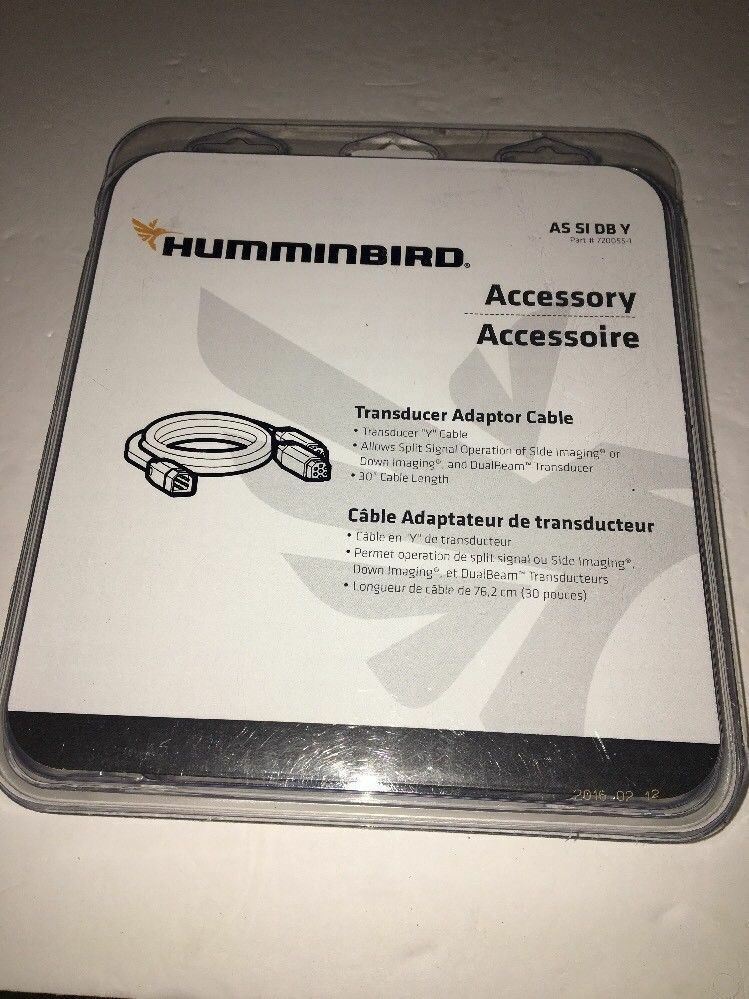 HUMMINBIRD®
AS SI DB Y
Part # 720055-1
Accessory
Accessoire
Transducer Adaptor Cable
• Transducer "Y" Cable
• Allows Split Signal Operation of Side Imaging® or
Down Imaging®, and DualBeam™ Transducer
• 30" Cable Length
Câble Adaptateur de transducteur
• Câble en "Y" de transducteur
• Permet operation de split signal ou Side Imaging®,
Down Imaging®, et DualBeam™ Transducteurs
• Longueur de câble de 76,2 cm (30 pouces)
2016 02 12